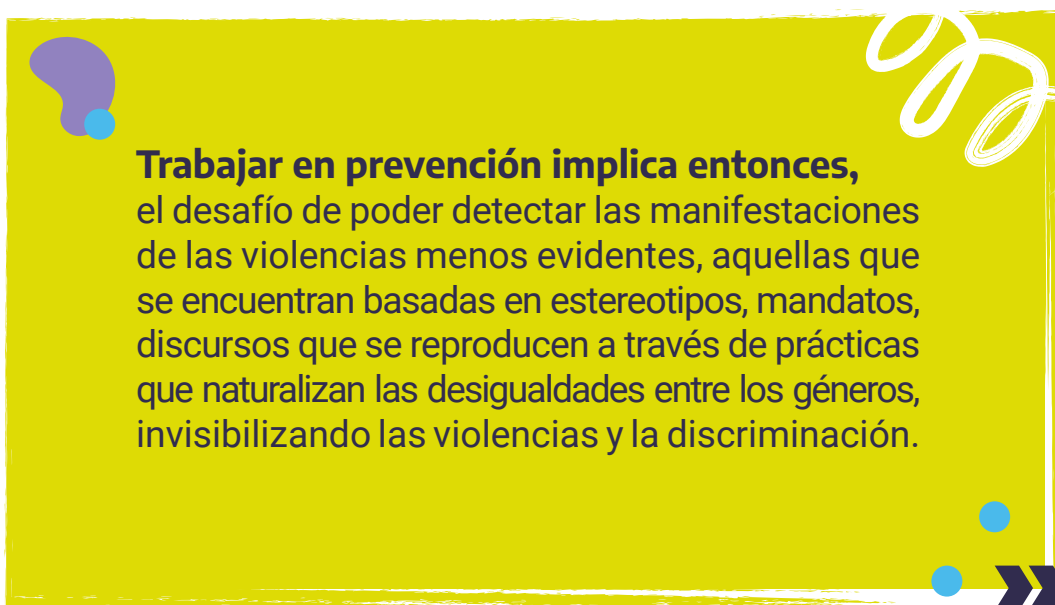 Trabajar en prevención implica entonces,
el desafío de poder detectar las manifestaciones
de las violencias menos evidentes, aquellas que
se encuentran basadas en estereotipos, mandatos,
discursos que se reproducen a través de prácticas
que naturalizan las desigualdades entre los géneros,
invisibilizando las violencias y la discriminación.